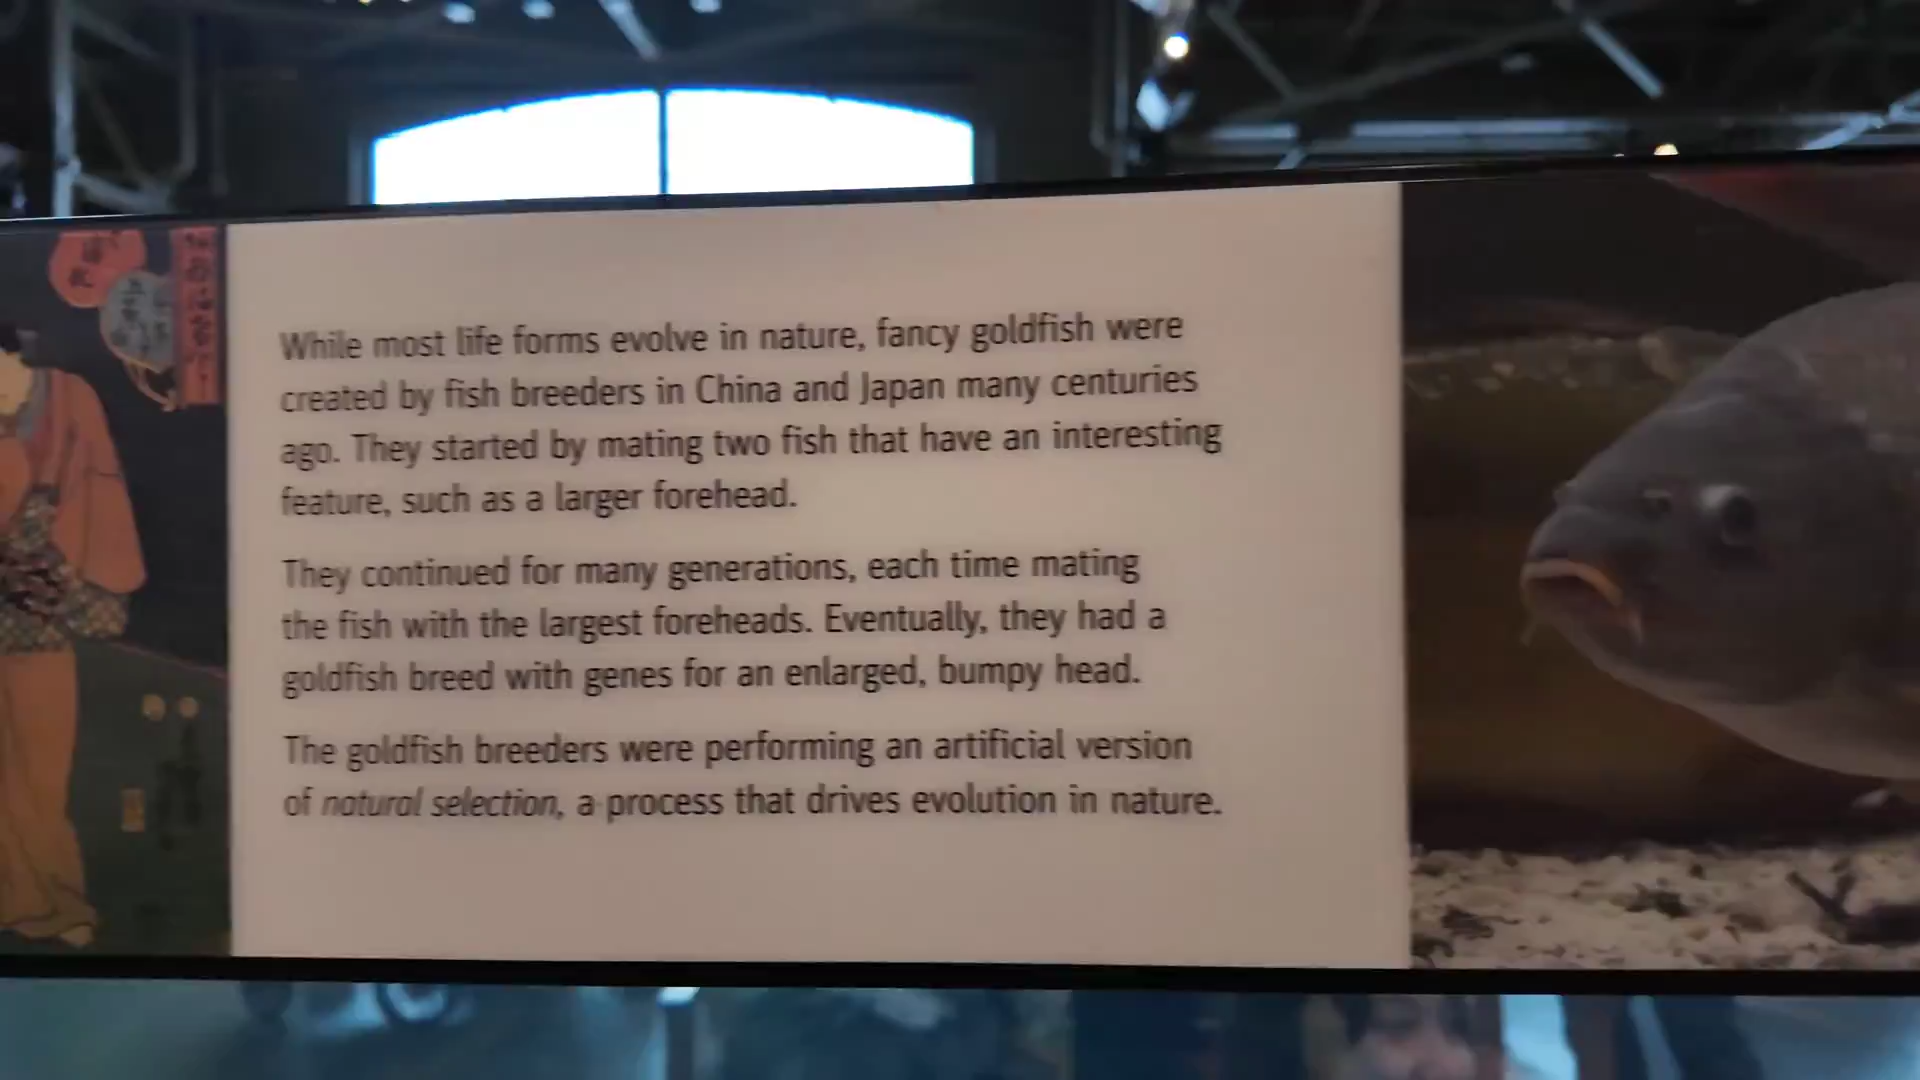 While most life forms evolve in nature, fancy goldfish were
created by fish breeders in China and Japan many centuries
ago. They started by mating two fish that have an interesting
feature, such as a larger forehead.
They continued for many generations, each time mating
the fish with the largest foreheads. Eventually, they had a
goldfish breed with genes for an enlarged, bumpy head.
The goldfish breeders were performing an artificial version
of natural selection, a process that drives evolution in nature.